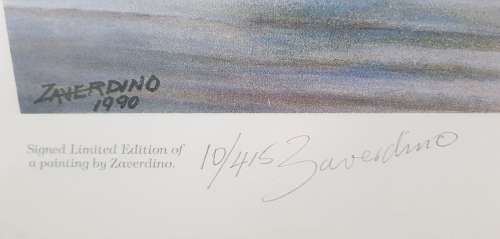 ZAVERDINO
1990
Signed Limited Edition of
a painting by Zaverdino.
10/415 Zaverdino